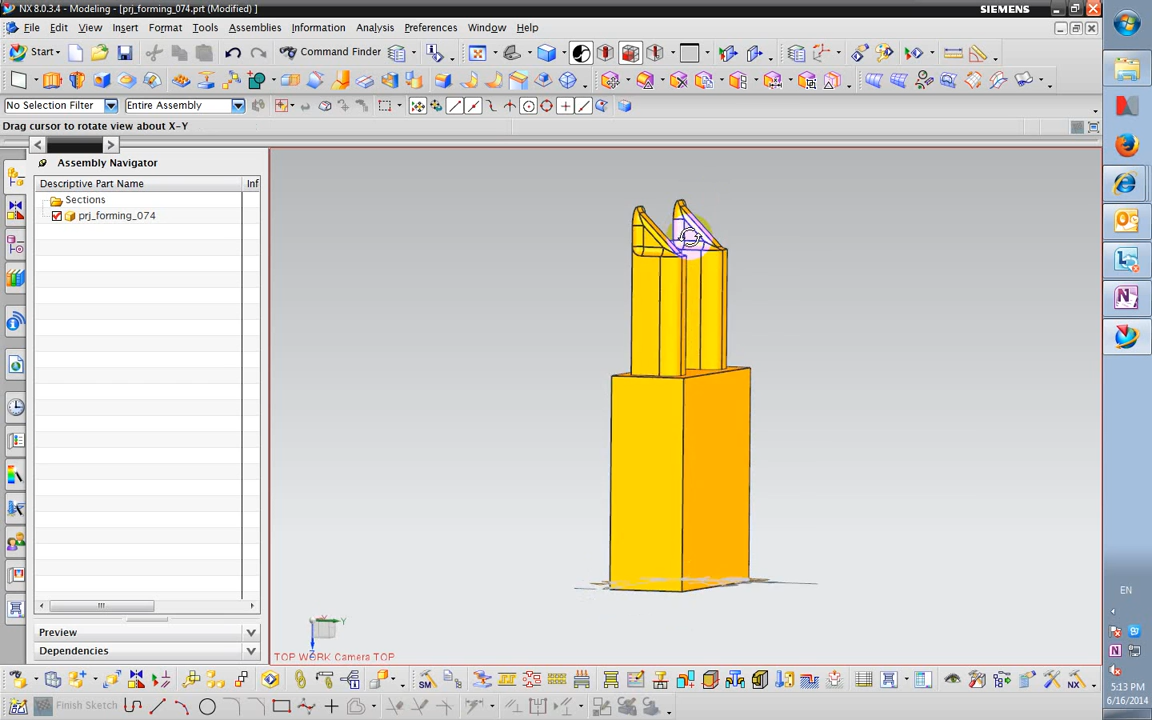 NX 8.0.3.4 - Modeling - [prj_forming_074.prt (Modified) ]
SIEMENS
File Edit View Insert Format Tools Assemblies Information Analysis Preferences Window Help
Start
Command Finder
No Selection Filter
Entire Assembly
Drag cursor to rotate view about X-Y
Assembly Navigator
Descriptive Part Name
Inf
Sections
prj_forming_074
Preview
Dependencies
Y
Z
TOP WORK Camera TOP
SM
NX
Finish Sketch
EN
5:13 PM
6/16/2014